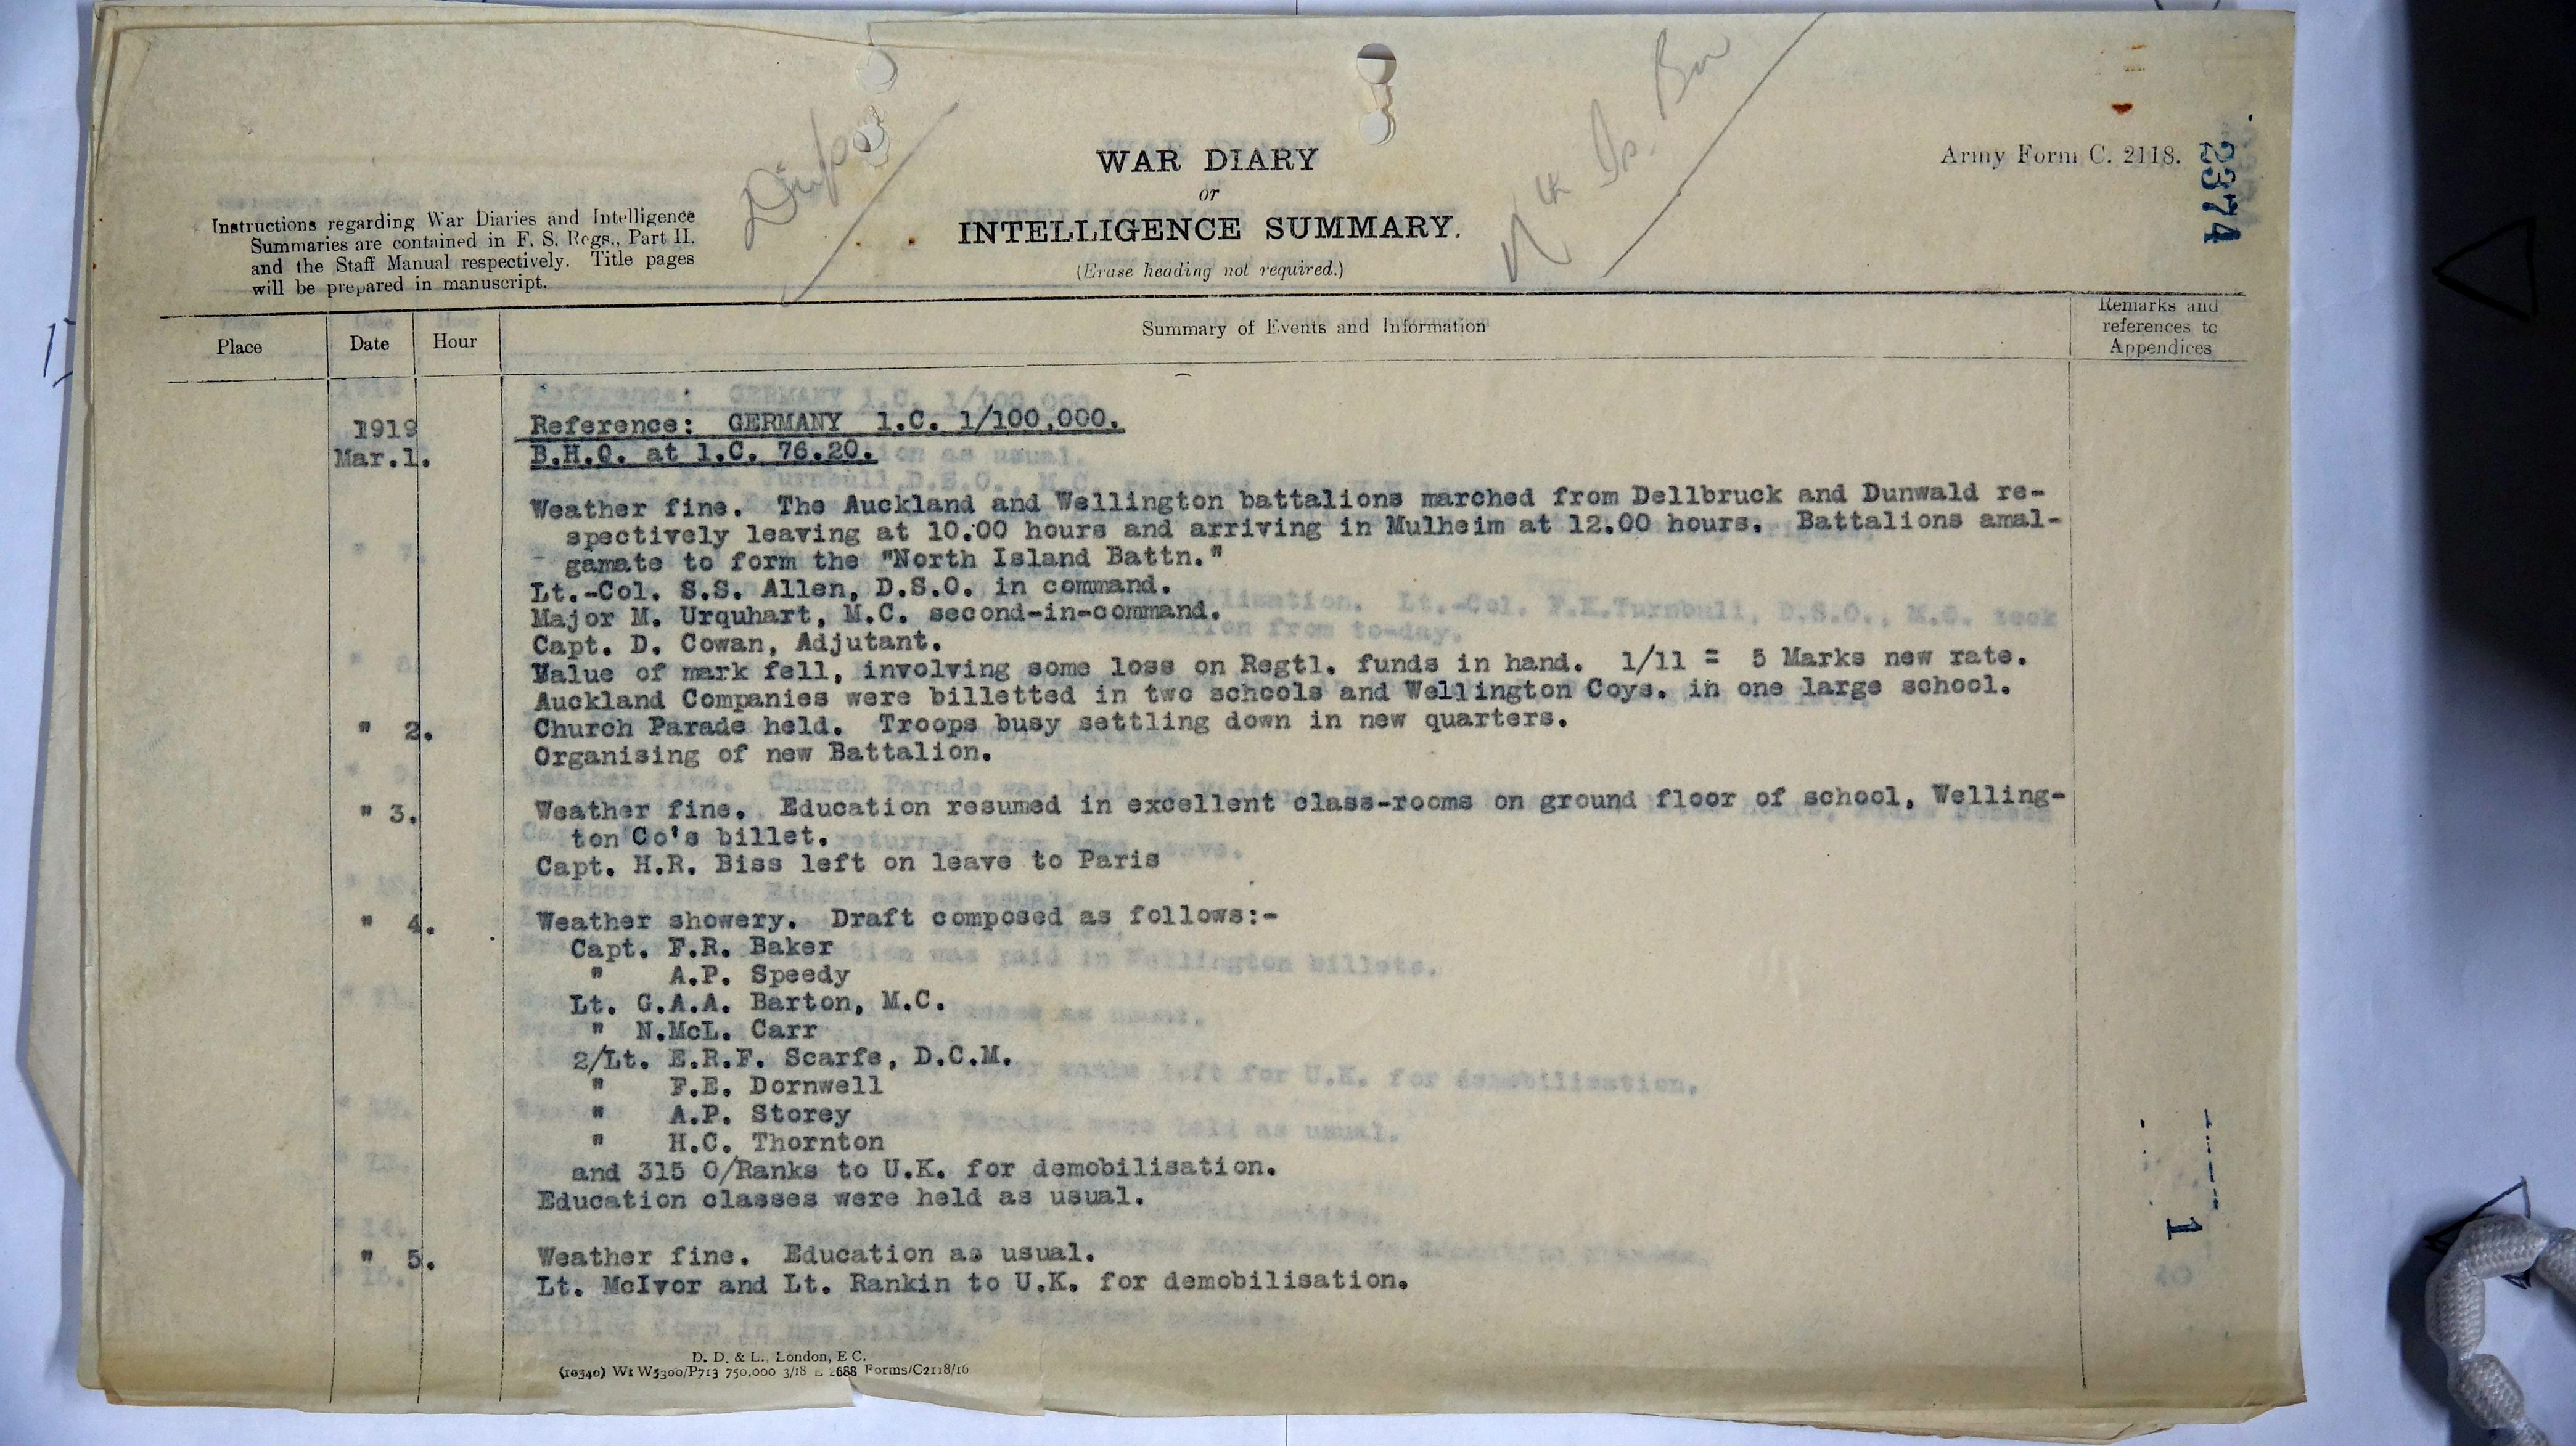 WAR DIARY
or
INTELLIGENCE SUMMARY.
(Erase heading not required.)
Army Form C. 2118.
2374
Instructions regarding War Diaries and Intelligence
Summaries are contained in F. S. Regs., Part II.
and the Staff Manual respectively. Title pages
will be prepared in manuscript.
Place
Date
Hour
Summary of Events and Information
Remarks and
references to
Appendices
1919 Reference: GERMANY 1.C. 1/100,000.
Mar.1. B.H.Q. at 1.C. 76.20.
Weather fine. The Auckland and Wellington battalions marched from Dellbruck and Dunwald re-
spectively leaving at 10.00 hours and arriving in Mulheim at 12.00 hours. Battalions amal-
gamate to form the "North Island Battn."
Lt.-Col. S.S. Allen, D.S.O. in command.
Major M. Urquhart, M.C. second-in-command.
Capt. D. Cowan, Adjutant.
Value of mark fell, involving some loss on Regtl. funds in hand. 1/11 = 5 Marks new rate.
Auckland Companies were billetted in two schools and Wellington Coys. in one large school.
" 2. Church Parade held. Troops busy settling down in new quarters.
Organising of new Battalion.
" 3. Weather fine. Education resumed in excellent class-rooms on ground floor of school, Welling-
ton Co's billet.
Capt. H.R. Biss left on leave to Paris
" 4. Weather showery. Draft composed as follows:-
Capt. F.R. Baker
" A.P. Speedy
Lt. G.A.A. Barton, M.C.
" N.McL. Carr
2/Lt. E.R.F. Scarfe, D.C.M.
" F.E. Dornwell
" A.P. Storey
" H.C. Thornton
and 315 O/Ranks to U.K. for demobilisation.
Education classes were held as usual.
" 5. Weather fine. Education as usual.
Lt. McIvor and Lt. Rankin to U.K. for demobilisation.
1
D. D. & L., London, E C.
(10340) Wt W5300/P713 750,000 3/18 E 2688 Forms/C2118/16